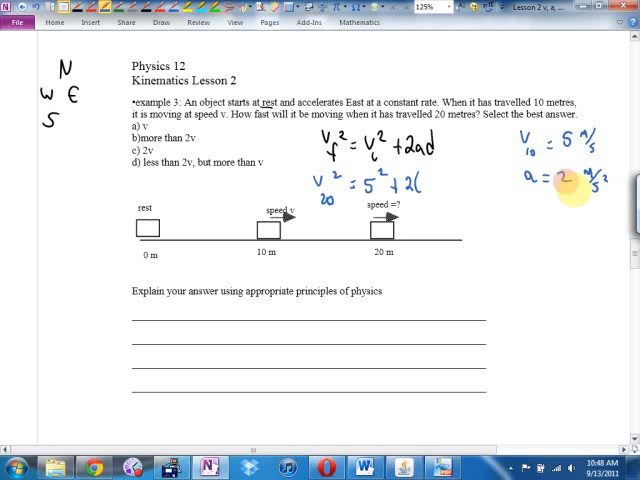 Lesson 2 v, a,
File
Home
Insert
Share
Draw
Review
View
Page
Pages
Add-Ins
Mathematics
125%
N
W E
S
Physics 12
Kinematics Lesson 2
•example 3: An object starts at rest and accelerates East at a constant rate. When it has travelled 10 metres,
it is moving at speed v. How fast will it be moving when it has travelled 20 metres? Select the best answer.
a) v
b)more than 2v
c) 2v
d) less than 2v, but more than v
Vf² = Vi² + 2ad
V20² = 5² + 2(
V10 = 5 m/s
a = 2 m/s²
rest
speed v
speed =?
0 m
10 m
20 m
Explain your answer using appropriate principles of physics
10:48 AM
9/13/2011